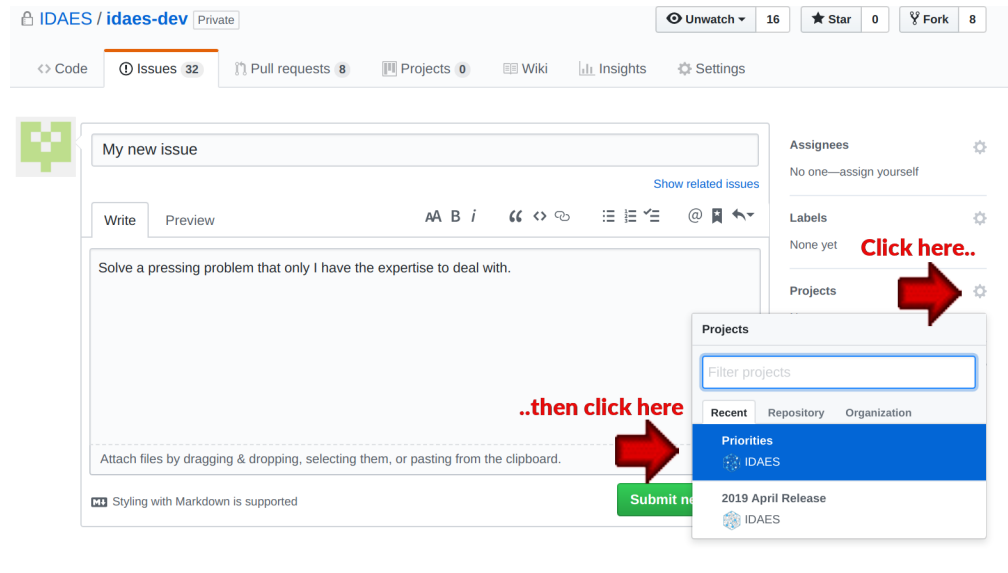 IDAES / idaes-dev Private
Unwatch 16 Star 0 Fork 8
Code Issues 32 Pull requests 8 Projects 0 Wiki Insights Settings
My new issue
Show related issues
Write Preview AA B i @
Solve a pressing problem that only I have the expertise to deal with.
Attach files by dragging & dropping, selecting them, or pasting from the clipboard.
Styling with Markdown is supported
Submit ne
Assignees
No one—assign yourself
Labels
None yet
Click here..
Projects
Projects
Filter projects
..then click here
Recent Repository Organization
Priorities
IDAES
2019 April Release
IDAES